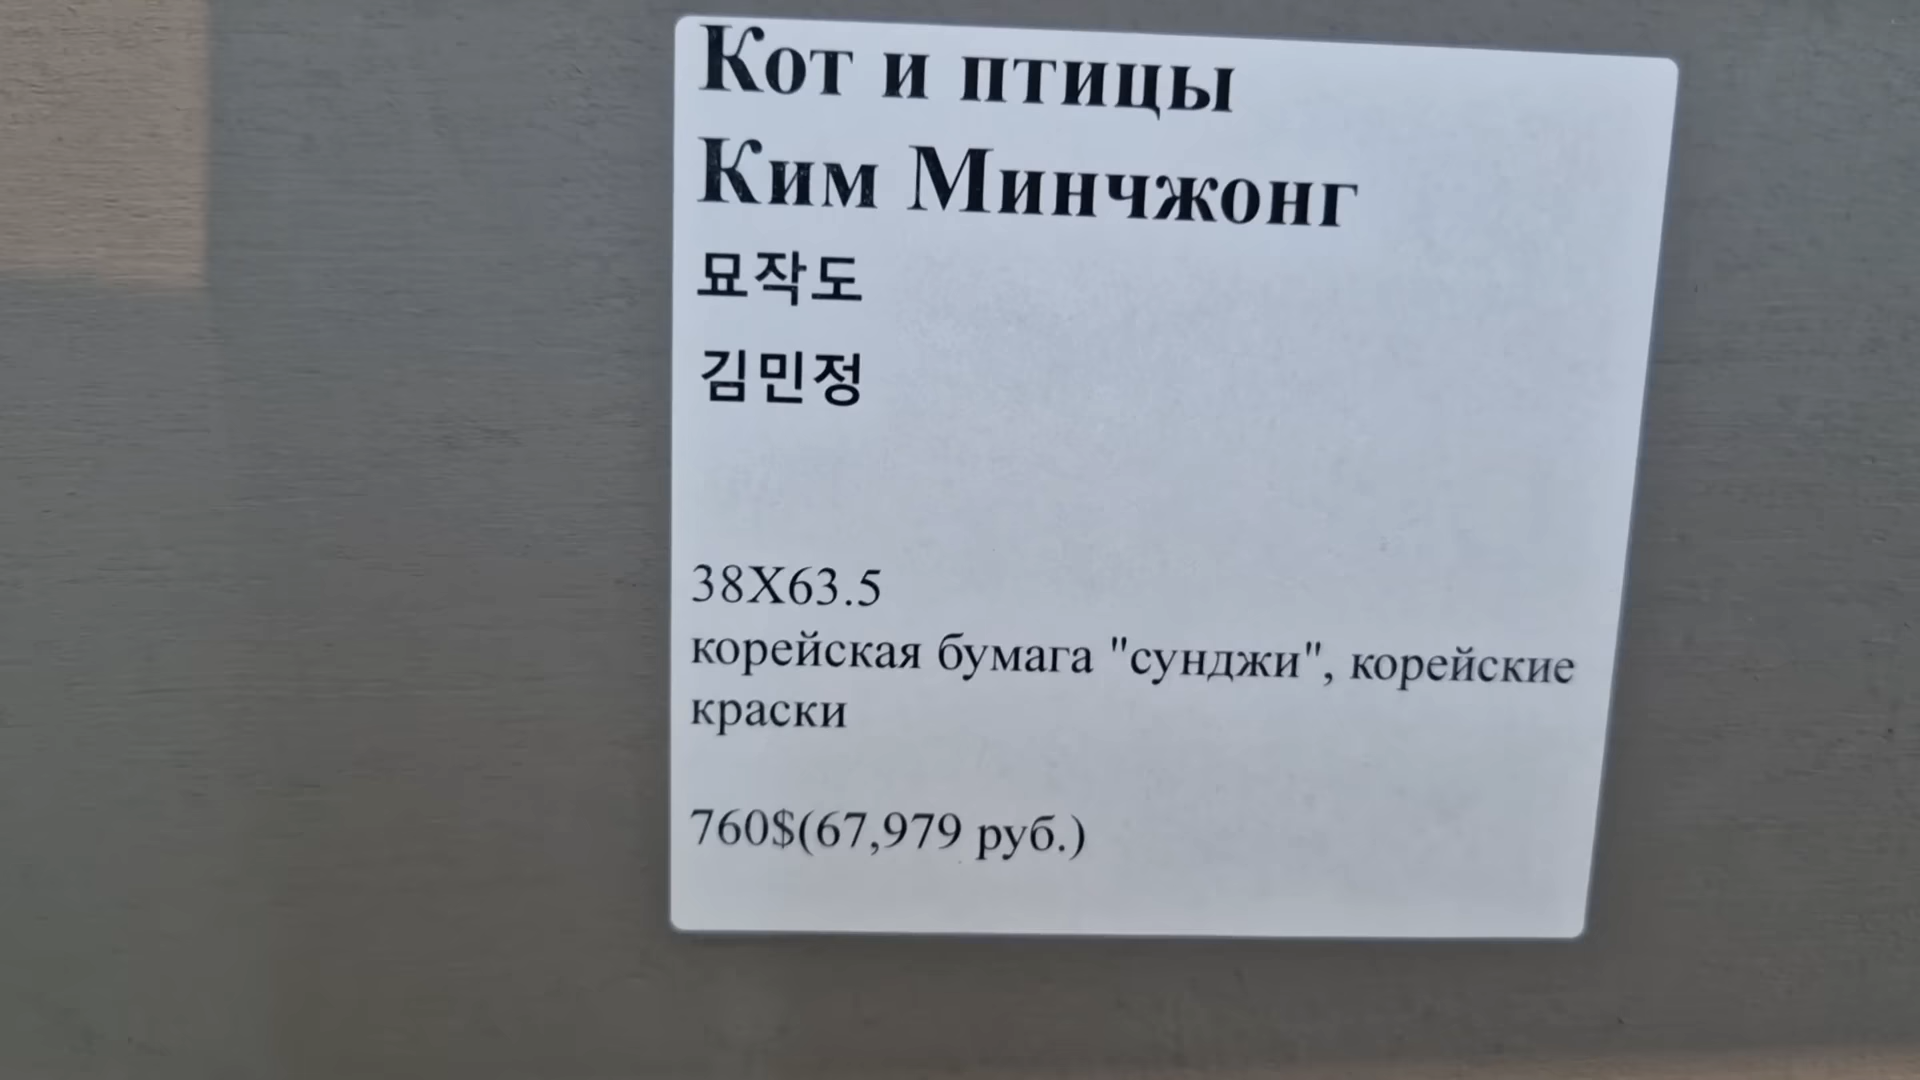 Кот и птицы
Ким Минчжонг
묘작도
김민정
38X63.5
корейская бумага "сунджи", корейские
краски
760$(67,979 руб.)